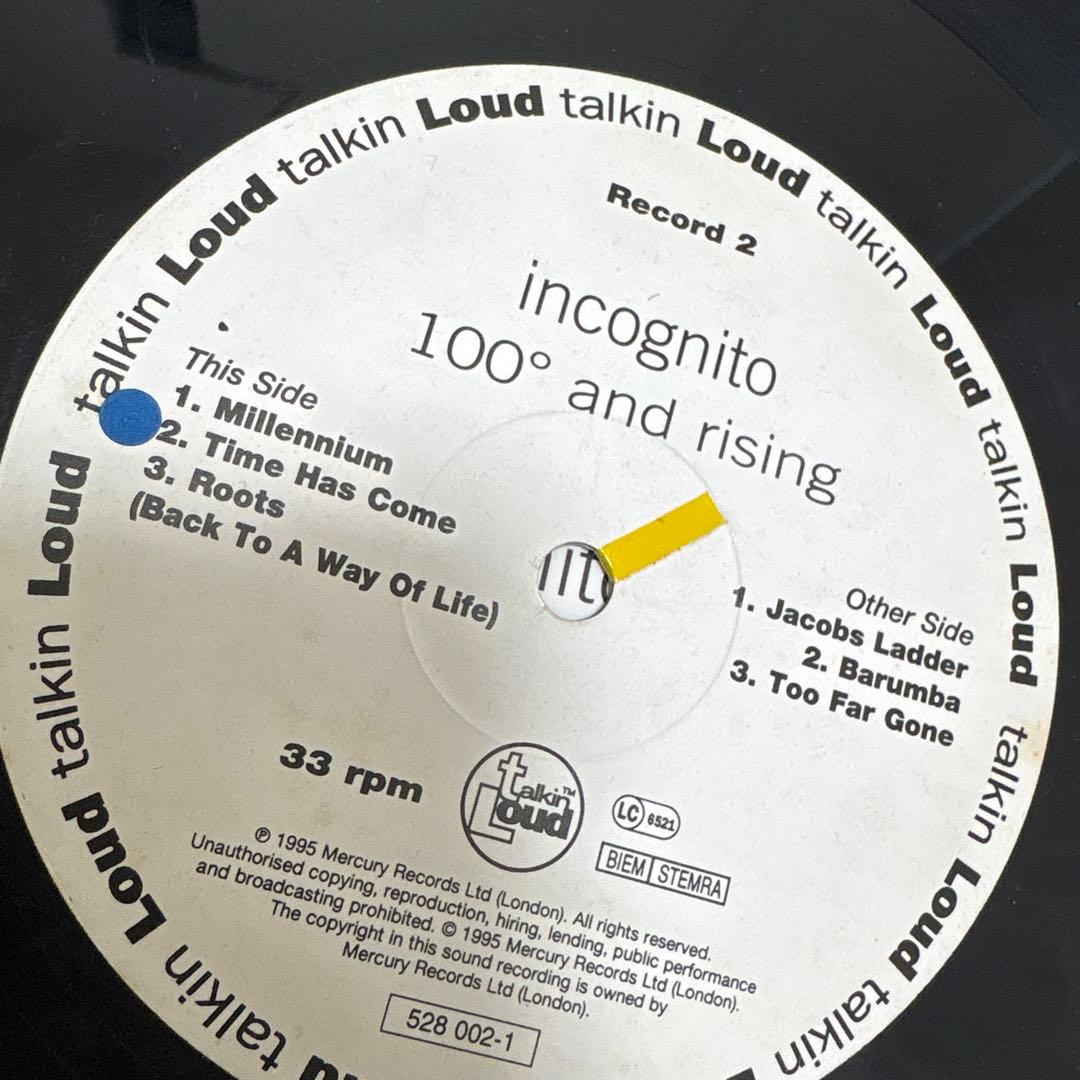 talkin Loud talkin Loud talkin Loud talkin Loud talkin Loud talkin Loud talkin Loud talkin Loud talkin Loud talkin
Record 2
incognito
100° and rising
This Side
1. Millennium
2. Time Has Come
3. Roots
(Back To A Way Of Life)
Other Side
1. Jacobs Ladder
2. Barumba
3. Too Far Gone
33 rpm
talkin Loud™
LC 6521
BIEM STEMRA
℗ 1995 Mercury Records Ltd (London). All rights reserved.
Unauthorised copying, reproduction, hiring, lending, public performance
and broadcasting prohibited. © 1995 Mercury Records Ltd (London).
The copyright in this sound recording is owned by
Mercury Records Ltd (London).
528 002-1